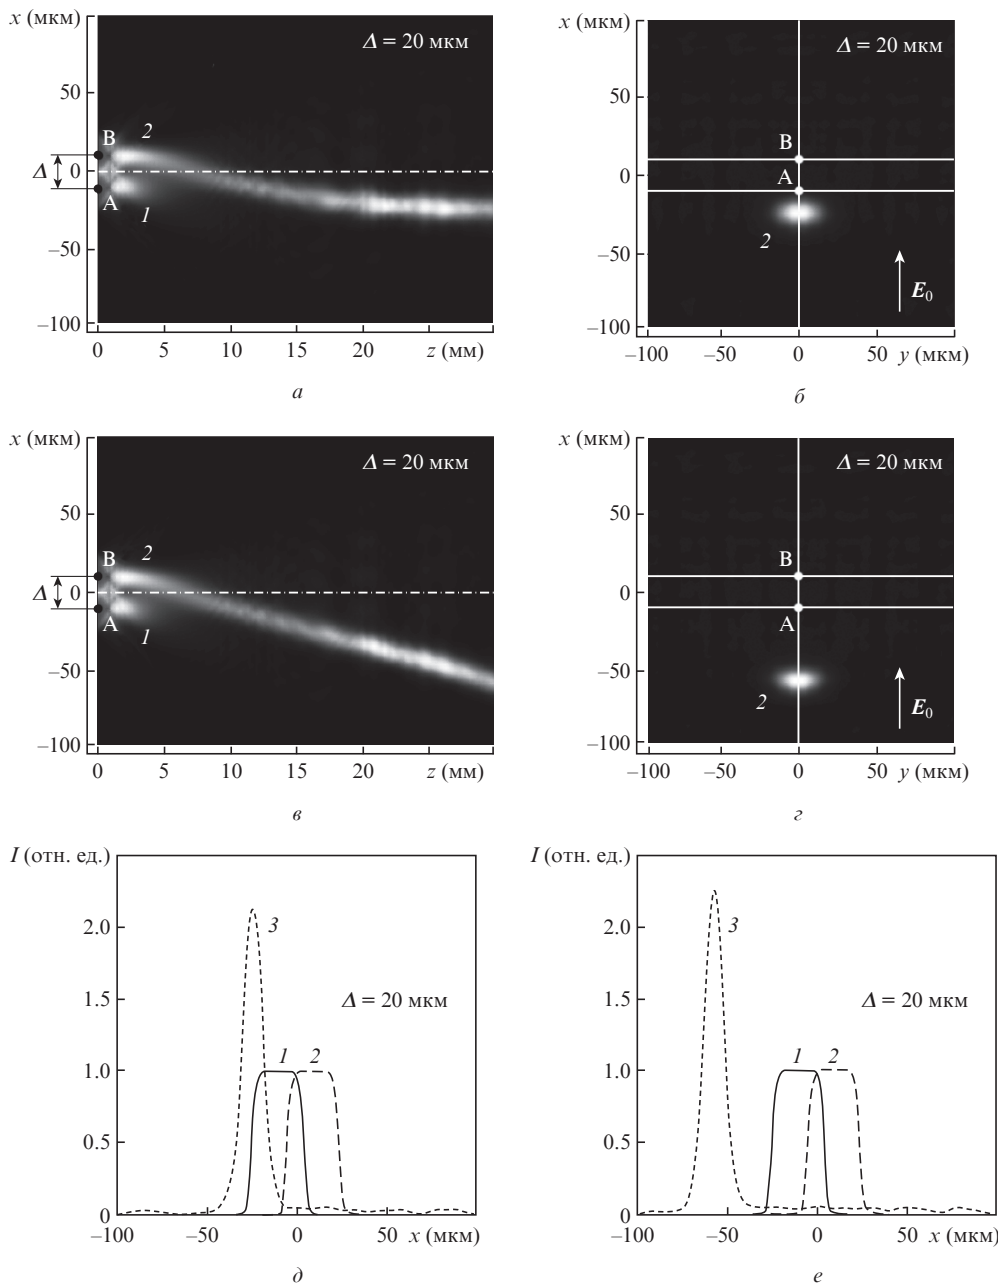 x (мкм)
Δ = 20 мкм
50
B
2
Δ
0
A
1
–50
–100
0
5
10
15
20
z (мм)
а
x (мкм)
Δ = 20 мкм
50
B
0
A
2
–50
E0
–100
–100
–50
0
50
y (мкм)
б
x (мкм)
Δ = 20 мкм
50
B
2
Δ
0
A
1
–50
–100
0
5
10
15
20
z (мм)
в
x (мкм)
Δ = 20 мкм
50
B
0
A
–50
2
E0
–100
–100
–50
0
50
y (мкм)
г
I (отн. ед.)
2.0
3
1.5
Δ = 20 мкм
1
2
1.0
0.5
0
–100
–50
0
50
x (мкм)
д
I (отн. ед.)
2.0
3
1.5
Δ = 20 мкм
1
2
1.0
0.5
0
–100
–50
0
50
x (мкм)
е